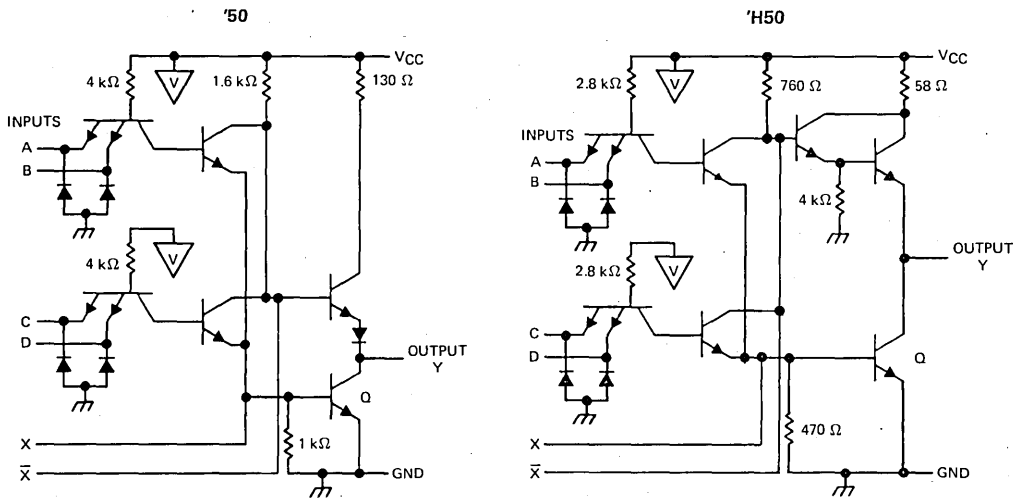 '50
VCC
4 kΩ
V
1.6 kΩ
130 Ω
INPUTS
A
B
4 kΩ
V
C
D
OUTPUT
Y
Q
X
1 kΩ
X̅
GND
'H50
VCC
2.8 kΩ
V
760 Ω
58 Ω
INPUTS
A
B
4 kΩ
2.8 kΩ
V
OUTPUT
Y
C
D
Q
X
470 Ω
X̅
GND